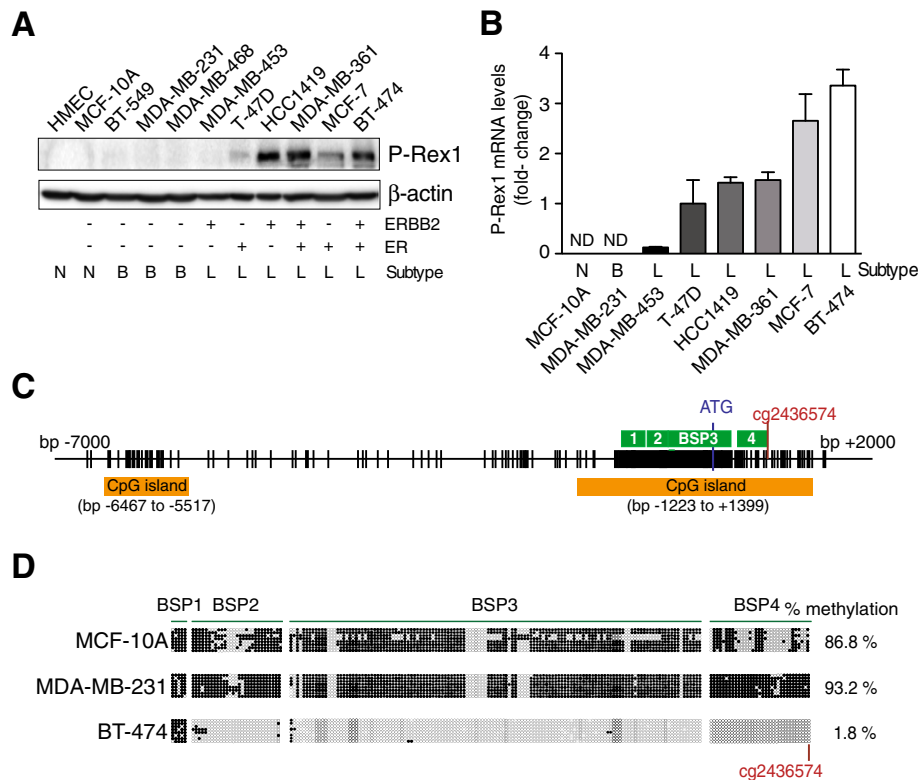 A
HMEC
MCF-10A
BT-549
MDA-MB-231
MDA-MB-468
MDA-MB-453
T-47D
HCC1419
MDA-MB-361
MCF-7
BT-474
P-Rex1
β-actin
- - - - + - + + - + ERBB2
- - - - - + - + + + ER
N N B B B L L L L L L Subtype
B
P-Rex1 mRNA levels
(fold- change)
4
3
2
1
0
ND ND
N B L L L L L L Subtype
MCF-10A
MDA-MB-231
MDA-MB-453
T-47D
HCC1419
MDA-MB-361
MCF-7
BT-474
C
ATG
cg2436574
bp -7000
1 2 BSP3 4
bp +2000
CpG island
CpG island
(bp -6467 to -5517)
(bp -1223 to +1399)
D
BSP1 BSP2 BSP3 BSP4 % methylation
MCF-10A 86.8 %
MDA-MB-231 93.2 %
BT-474 1.8 %
cg2436574